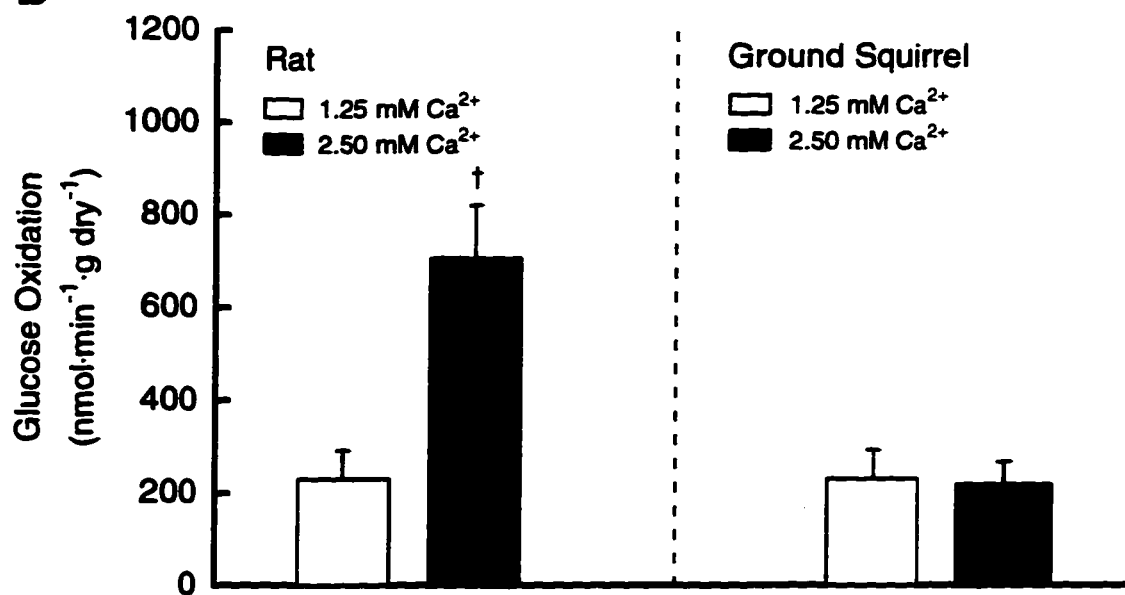 1200
1000
800
600
400
200
0
Glucose Oxidation
(nmol·min⁻¹·g dry⁻¹)
Rat
1.25 mM Ca²⁺
2.50 mM Ca²⁺
†
Ground Squirrel
1.25 mM Ca²⁺
2.50 mM Ca²⁺